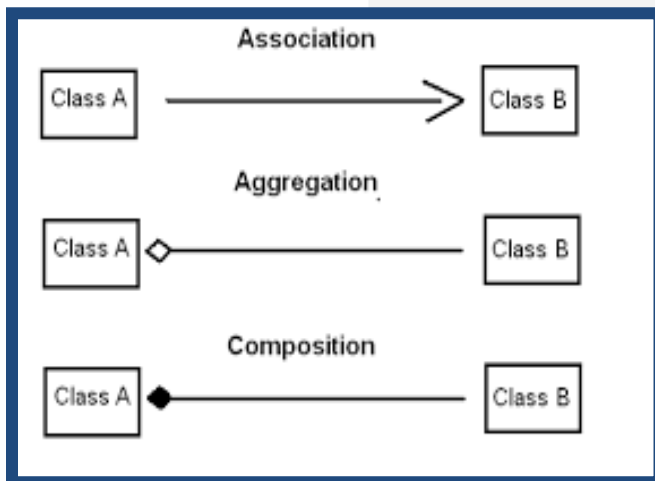 Association
Class A
Class B
Aggregation
Class A
Class B
Composition
Class A
Class B